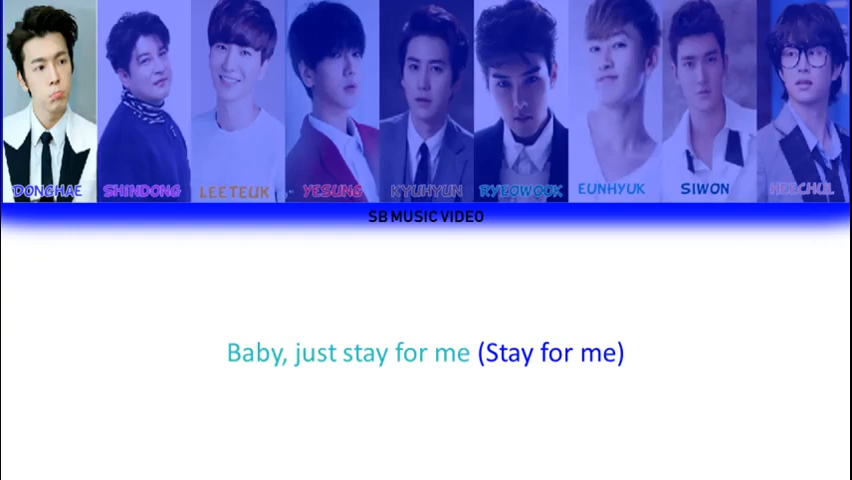 DONGHAE SHINDONG LEETEUK YESUNG KYUHYUN RYEOWOOK EUNHYUK SIWON HEECHUL
SB MUSIC VIDEO
Baby, just stay for me (Stay for me)